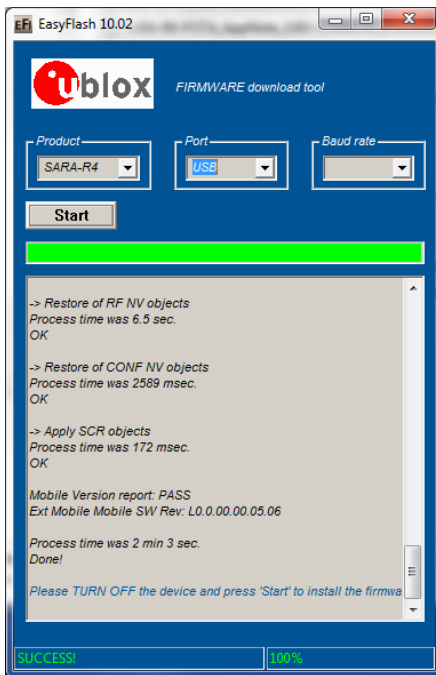 EF EasyFlash 10.02
ublox
FIRMWARE download tool
Product
Port
Baud rate
SARA-R4
USB
Start
-> Restore of RF NV objects
Process time was 6.5 sec.
OK
-> Restore of CONF NV objects
Process time was 2589 msec.
OK
-> Apply SCR objects
Process time was 172 msec.
OK
Mobile Version report: PASS
Ext Mobile Mobile SW Rev: L0.0.00.00.05.06
Process time was 2 min 3 sec.
Done!
Please TURN OFF the device and press 'Start' to install the firmwa
SUCCESS!
100%